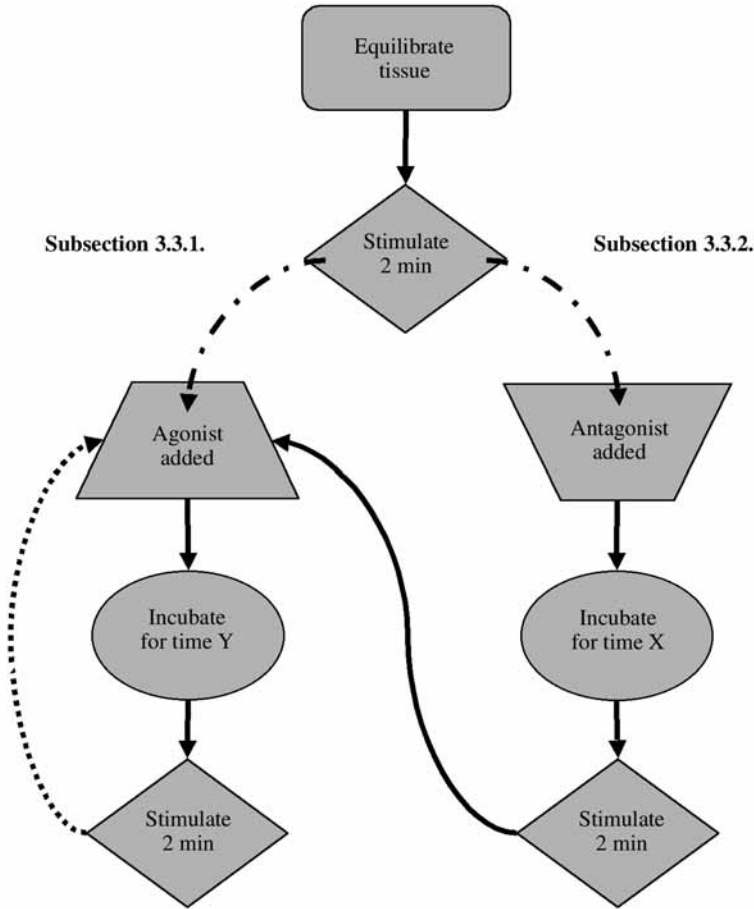 Equilibrate
tissue
Subsection 3.3.1.
Stimulate
2 min
Subsection 3.3.2.
Agonist
added
Antagonist
added
Incubate
for time Y
Incubate
for time X
Stimulate
2 min
Stimulate
2 min